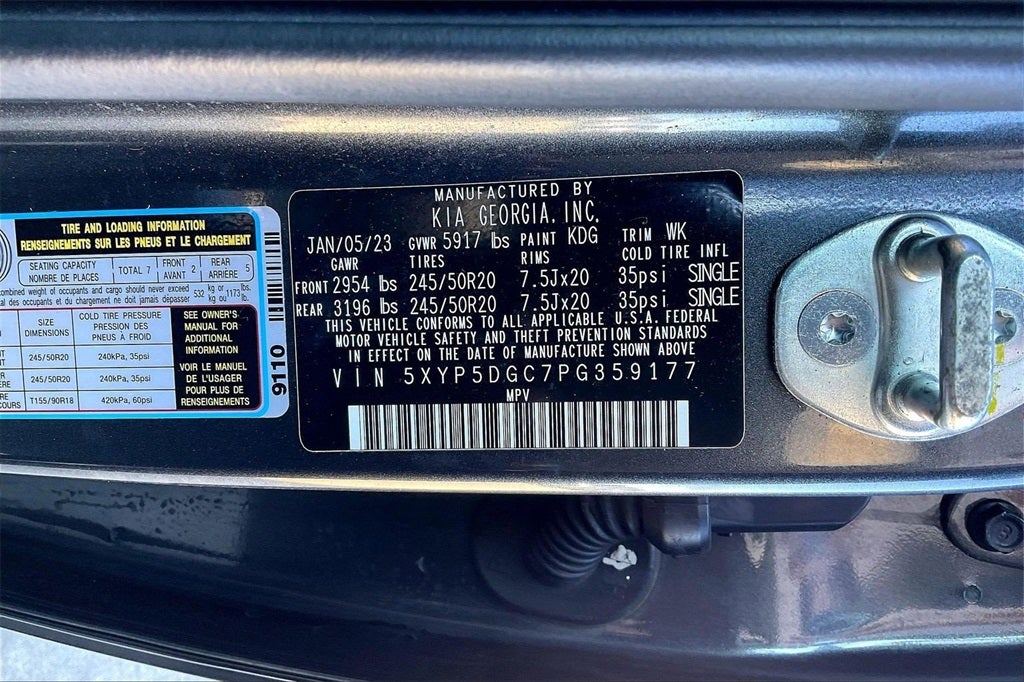 TIRE AND LOADING INFORMATION
RENSEIGNEMENTS SUR LES PNEUS ET LE CHARGEMENT
SEATING CAPACITY
NOMBRE DE PLACES
TOTAL 7
FRONT
AVANT 2
REAR
ARRIÈRE 5
combined weight of occupants and cargo should never exceed
tal des occupants et du chargement ne doit jamais dépasser
532 kg or kg ou 1173 lbs. lb.
SIZE
DIMENSIONS
COLD TIRE PRESSURE
PRESSION DES
PNEUS À FROID
245/50R20 240kPa, 35psi
245/50R20 240kPa, 35psi
T155/90R18 420kPa, 60psi
SEE OWNER'S
MANUAL FOR
ADDITIONAL
INFORMATION
VOIR LE MANUEL
DE L'USAGER
POUR PLUS DE
RENSEIGNEMENTS
9110
MANUFACTURED BY
KIA GEORGIA, INC.
JAN/05/23 GVWR 5917 lbs PAINT KDG TRIM WK
GAWR TIRES RIMS COLD TIRE INFL
FRONT 2954 lbs 245/50R20 7.5Jx20 35psi SINGLE
REAR 3196 lbs 245/50R20 7.5Jx20 35psi SINGLE
THIS VEHICLE CONFORMS TO ALL APPLICABLE U.S.A. FEDERAL
MOTOR VEHICLE SAFETY AND THEFT PREVENTION STANDARDS
IN EFFECT ON THE DATE OF MANUFACTURE SHOWN ABOVE
VIN 5XYP5DGC7PG359177
MPV